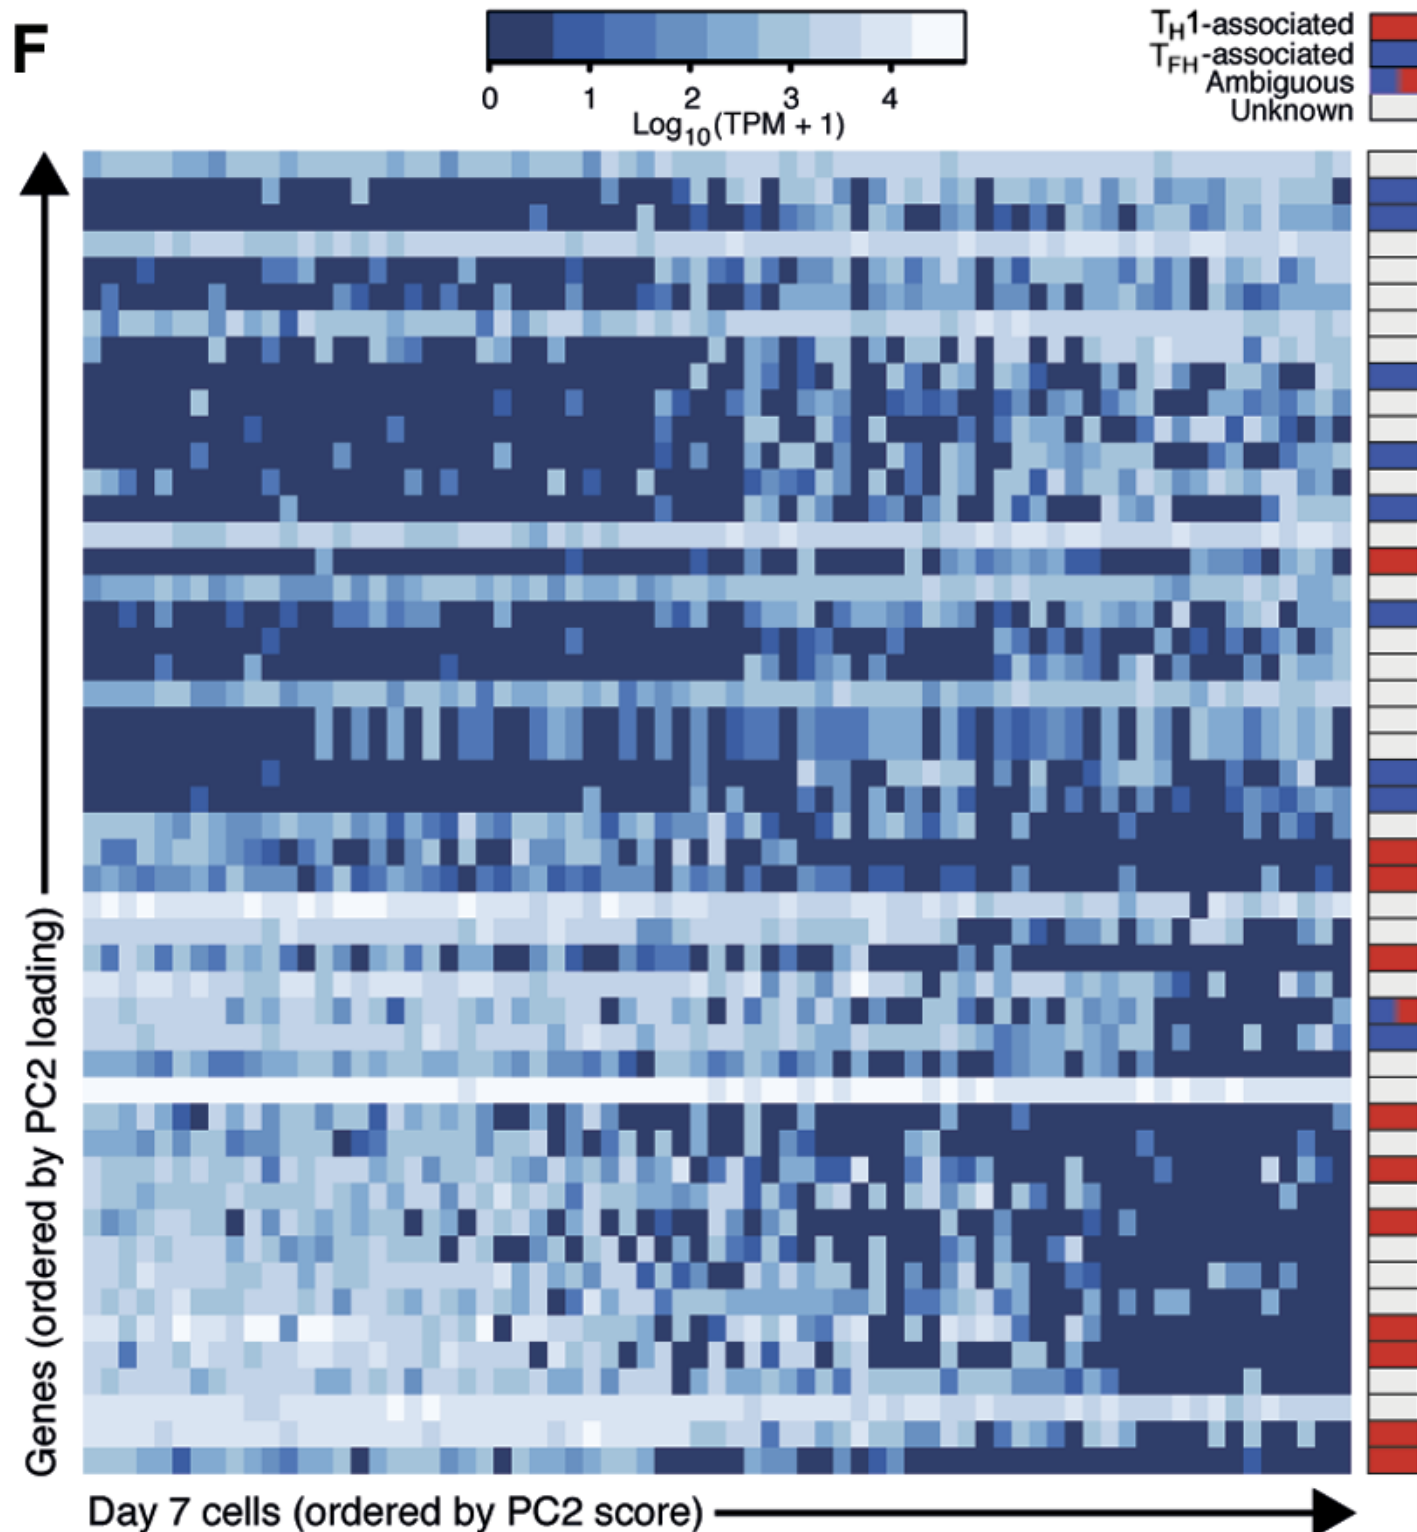 F
0 1 2 3 4
Log10(TPM + 1)
TH1-associated
TFH-associated
Ambiguous
Unknown
Genes (ordered by PC2 loading)
Day 7 cells (ordered by PC2 score)